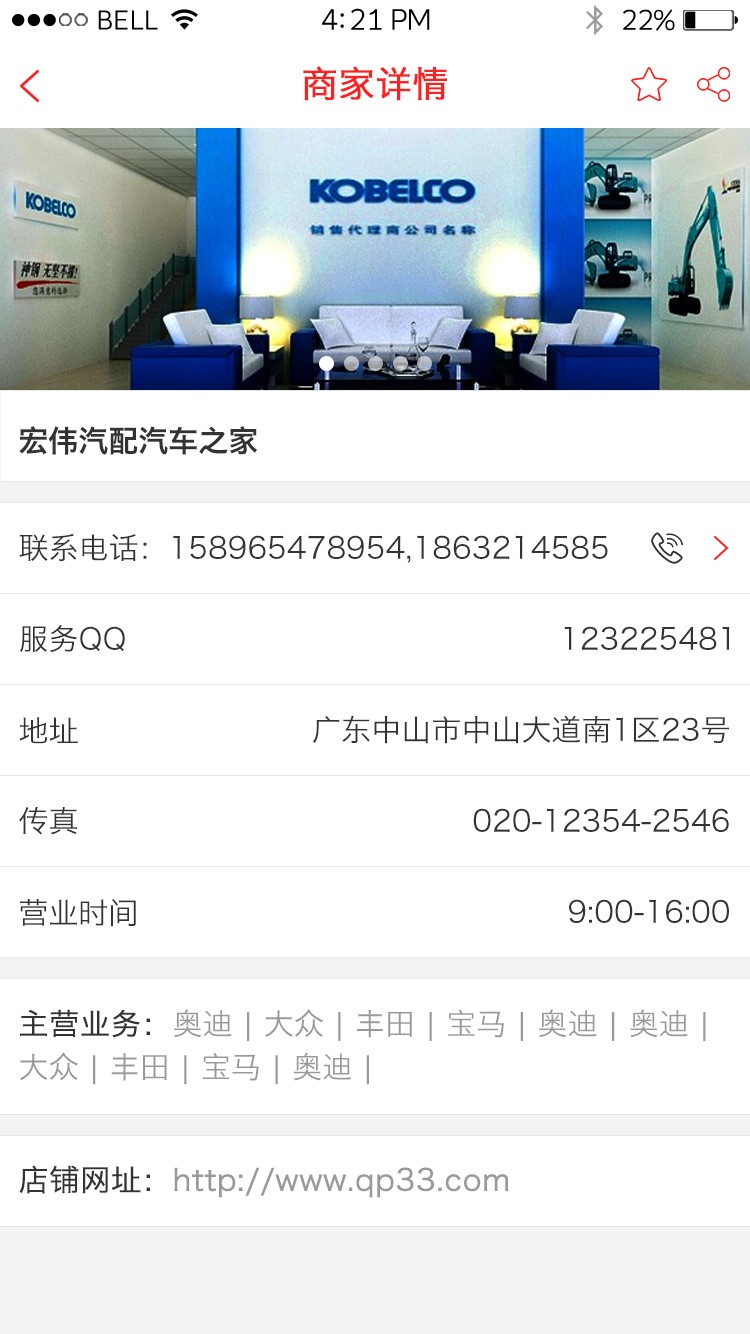 BELL 4:21 PM 22%
商家详情
KOBELCO
KOBELCO
销售代理商公司名称
神钢 无坚不摧!
宏伟汽配汽车之家
联系电话：158965478954,1863214585
服务QQ 123225481
地址 广东中山市中山大道南1区23号
传真 020-12354-2546
营业时间 9:00-16:00
主营业务：奥迪 | 大众 | 丰田 | 宝马 | 奥迪 | 奥迪 |
大众 | 丰田 | 宝马 | 奥迪 |
店铺网址：http://www.qp33.com